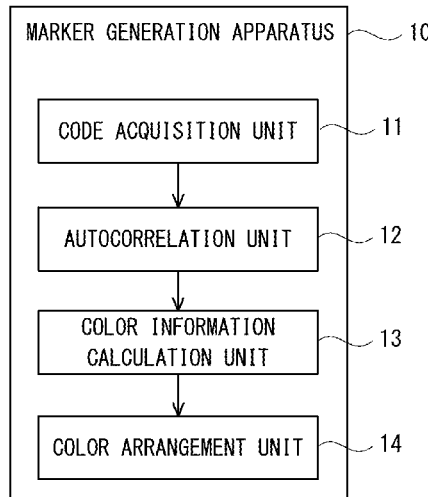 MARKER GENERATION APPARATUS 10
CODE ACQUISITION UNIT 11
AUTOCORRELATION UNIT 12
COLOR INFORMATION
CALCULATION UNIT 13
COLOR ARRANGEMENT UNIT 14